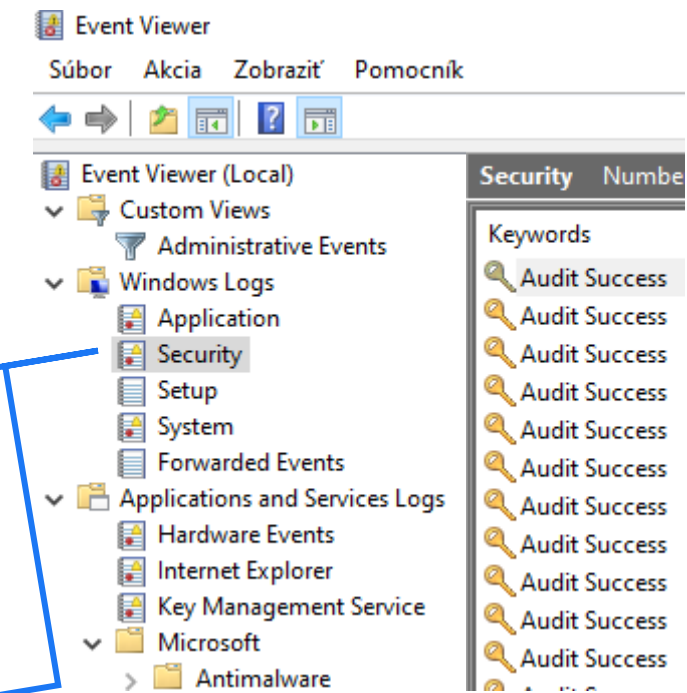 Event Viewer
Súbor Akcia Zobraziť Pomocník
Event Viewer (Local)
Custom Views
Administrative Events
Windows Logs
Application
Security
Setup
System
Forwarded Events
Applications and Services Logs
Hardware Events
Internet Explorer
Key Management Service
Microsoft
Antimalware
Security Numbe
Keywords
Audit Success
Audit Success
Audit Success
Audit Success
Audit Success
Audit Success
Audit Success
Audit Success
Audit Success
Audit Success
Audit Success